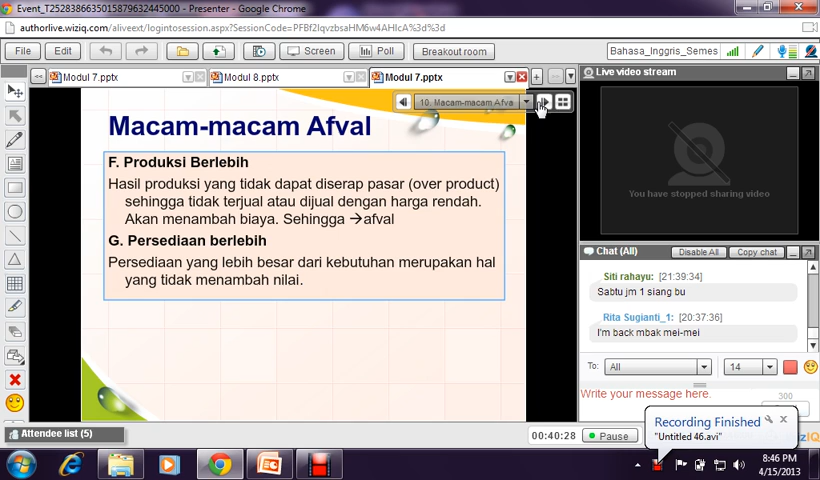 Event_T2528386635015879632445000 - Presenter - Google Chrome
authorlive.wiziq.com/aliveext/logintosession.aspx?SessionCode=PFBf2IqvzbsaHM6w4AHlcA%3d%3d
File
Edit
Screen
Poll
Breakout room
Bahasa_Inggris_Semes
Modul 7.pptx
Modul 8.pptx
Modul 7.pptx
10. Macam-macam Afva
Macam-macam Afval
F. Produksi Berlebih
Hasil produksi yang tidak dapat diserap pasar (over product)
sehingga tidak terjual atau dijual dengan harga rendah.
Akan menambah biaya. Sehingga →afval
G. Persediaan berlebih
Persediaan yang lebih besar dari kebutuhan merupakan hal
yang tidak menambah nilai.
Live video stream
You have stopped sharing video
Chat (All)
Disable All
Copy chat
Siti rahayu: [21:39:34]
Sabtu jm 1 siang bu
Rita Sugianti_1: [20:37:36]
I'm back mbak mei-mei
To:
All
14
Write your message here.
300
Recording Finished
"Untitled 46.avi"
Attendee list (5)
00:40:28
Pause
zIQ
8:46 PM
4/15/2013